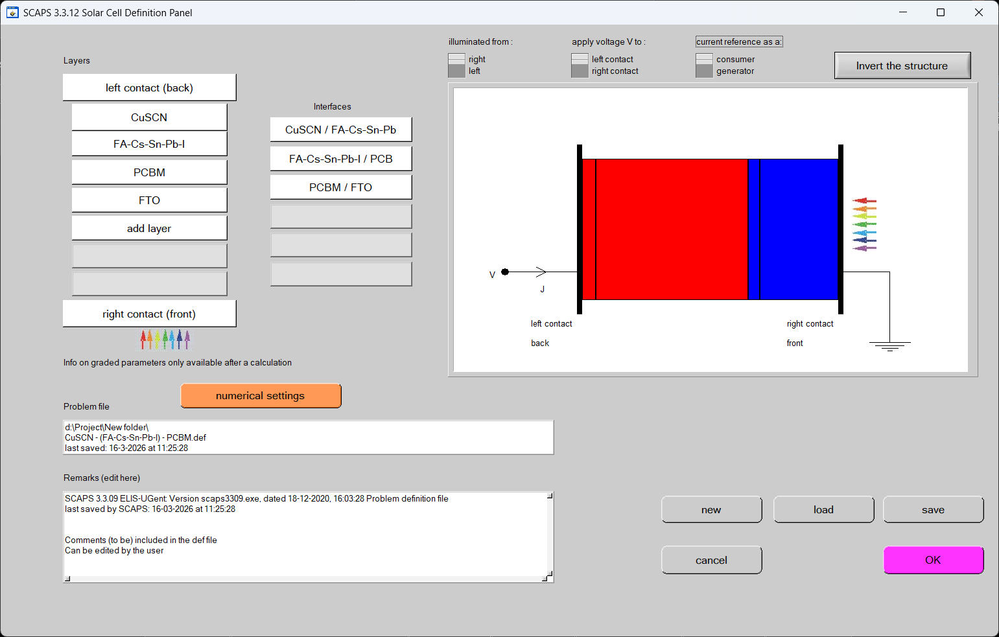 SCAPS 3.3.12 Solar Cell Definition Panel
illuminated from :
right
left
apply voltage V to :
left contact
right contact
current reference as a:
consumer
generator
Invert the structure
Layers
left contact (back)
CuSCN
FA-Cs-Sn-Pb-I
PCBM
FTO
add layer
right contact (front)
Interfaces
CuSCN / FA-Cs-Sn-Pb
FA-Cs-Sn-Pb-I / PCB
PCBM / FTO
V
J
left contact
back
right contact
front
Info on graded parameters only available after a calculation
numerical settings
Problem file
d:\Project\New folder\
CuSCN - (FA-Cs-Sn-Pb-I) - PCBM.def
last saved: 16-3-2026 at 11:25:28
Remarks (edit here)
SCAPS 3.3.09 ELIS-UGent: Version scaps3309.exe, dated 18-12-2020, 16:03:28 Problem definition file
last saved by SCAPS: 16-03-2026 at 11:25:28
Comments (to be) included in the def file
Can be edited by the user
new
load
save
cancel
OK